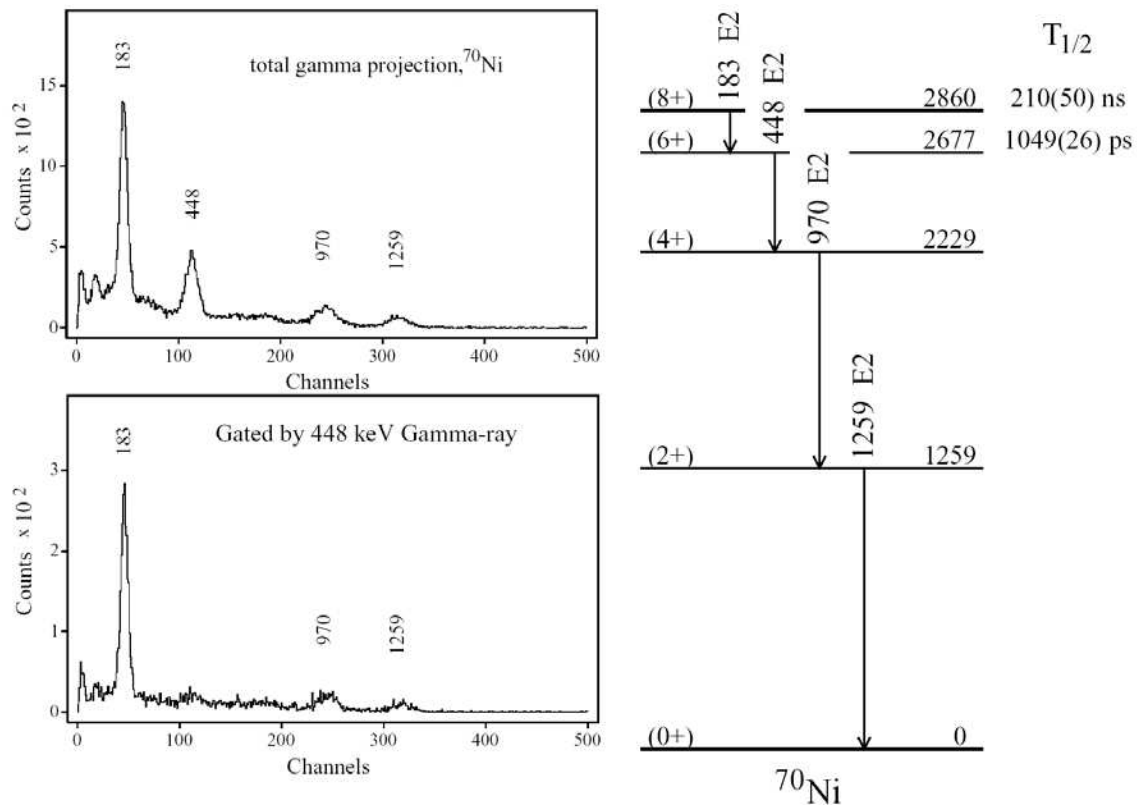 total gamma projection, ⁷⁰Ni
183
448
970
1259
Counts x 10 ²
15
10
5
0
0 100 200 300 400 500
Channels
Gated by 448 keV Gamma-ray
183
970
1259
Counts x 10 ²
3
2
1
0
0 100 200 300 400 500
Channels
T1/2
183 E2
448 E2
970 E2
1259 E2
(8+) 2860 210(50) ns
(6+) 2677 1049(26) ps
(4+) 2229
(2+) 1259
(0+) 0
⁷⁰Ni